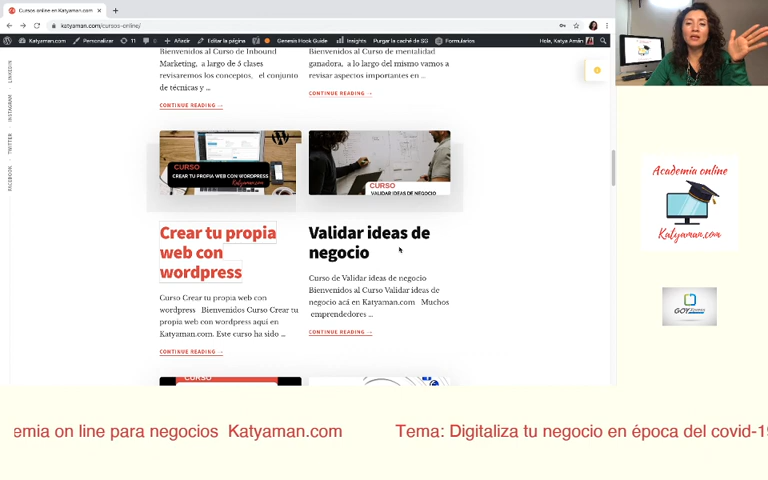 Cursos online - Katyaman.com
katyaman.com/cursos-online/
Katyaman.com Personalizar 11 0 Añadir Editar la página Insights Genesis Hook Guide Purgar la caché de SG Formularios Hola, Katya Amán
LINKEDIN
INSTAGRAM
TWITTER
FACEBOOK
Bienvenidos al Curso de Inbound
Marketing, a largo de 5 clases
revisaremos los conceptos, el conjunto
de técnicas y ...
CONTINUE READING →
Bienvenidos al Curso de mentalidad
ganadora, a lo largo del mismo vamos a
revisar aspectos importantes en ...
CONTINUE READING →
CURSO
CREAR TU PROPIA WEB CON WORDPRESS
Katyaman.com
CURSO
VALIDAR IDEAS DE NEGOCIO
Crear tu propia
web con
wordpress
Curso Crear tu propia web con
wordpress Bienvenidos Curso Crear tu
propia web con wordpress aquí en
Katyaman.com. Este curso ha sido ...
CONTINUE READING →
Validar ideas de
negocio
Curso de Validar ideas de negocio
Bienvenidos al Curso Validar ideas de
negocio acá en Katyaman.com Muchos
emprendedores ...
CONTINUE READING →
CURSO
Academia online
Katyaman.com
emia on line para negocios Katyaman.com Tema: Digitaliza tu negocio en época del covid-19